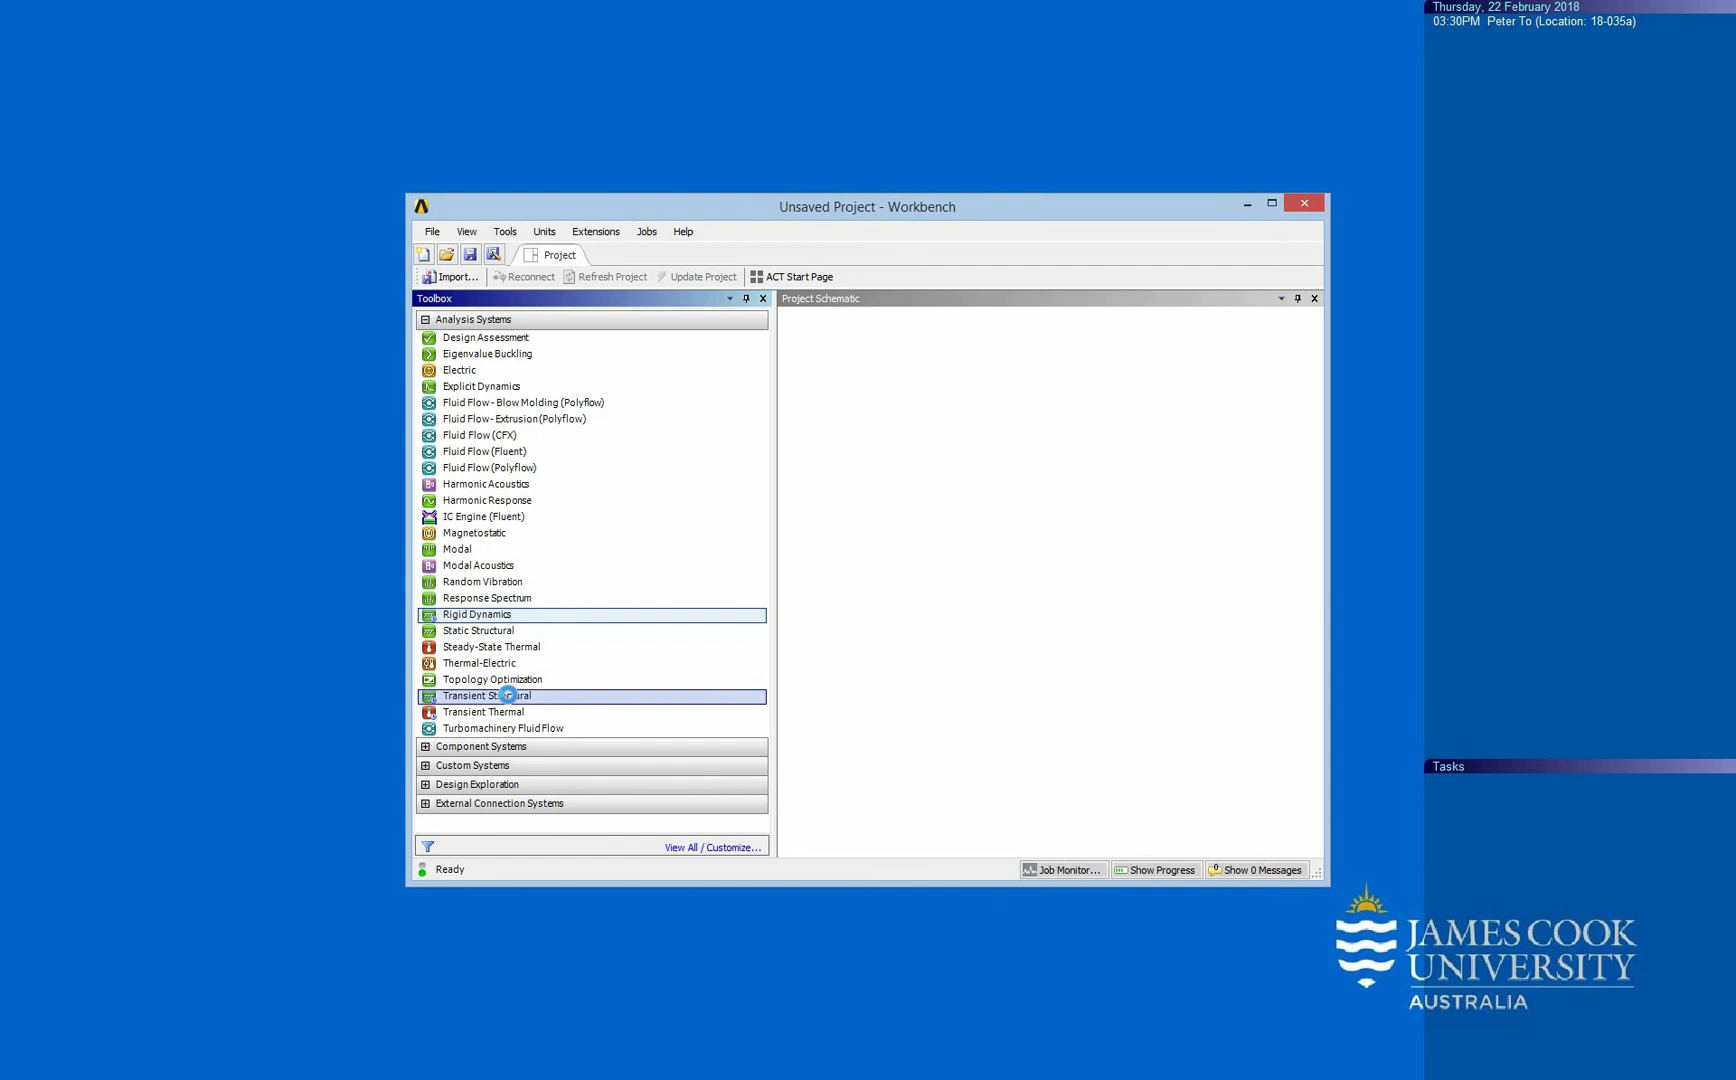 Thursday, 22 February 2018
03:30PM Peter To (Location: 18-035a)
Unsaved Project - Workbench
File View Tools Units Extensions Jobs Help
Project
Import... Reconnect Refresh Project Update Project ACT Start Page
Toolbox
Project Schematic
Analysis Systems
Design Assessment
Eigenvalue Buckling
Electric
Explicit Dynamics
Fluid Flow - Blow Molding (Polyflow)
Fluid Flow - Extrusion (Polyflow)
Fluid Flow (CFX)
Fluid Flow (Fluent)
Fluid Flow (Polyflow)
Harmonic Acoustics
Harmonic Response
IC Engine (Fluent)
Magnetostatic
Modal
Modal Acoustics
Random Vibration
Response Spectrum
Rigid Dynamics
Static Structural
Steady-State Thermal
Thermal-Electric
Topology Optimization
Transient Structural
Transient Thermal
Turbomachinery Fluid Flow
Component Systems
Custom Systems
Design Exploration
External Connection Systems
View All / Customize...
Ready
Job Monitor... Show Progress Show 0 Messages
Tasks
JAMES COOK
UNIVERSITY
AUSTRALIA